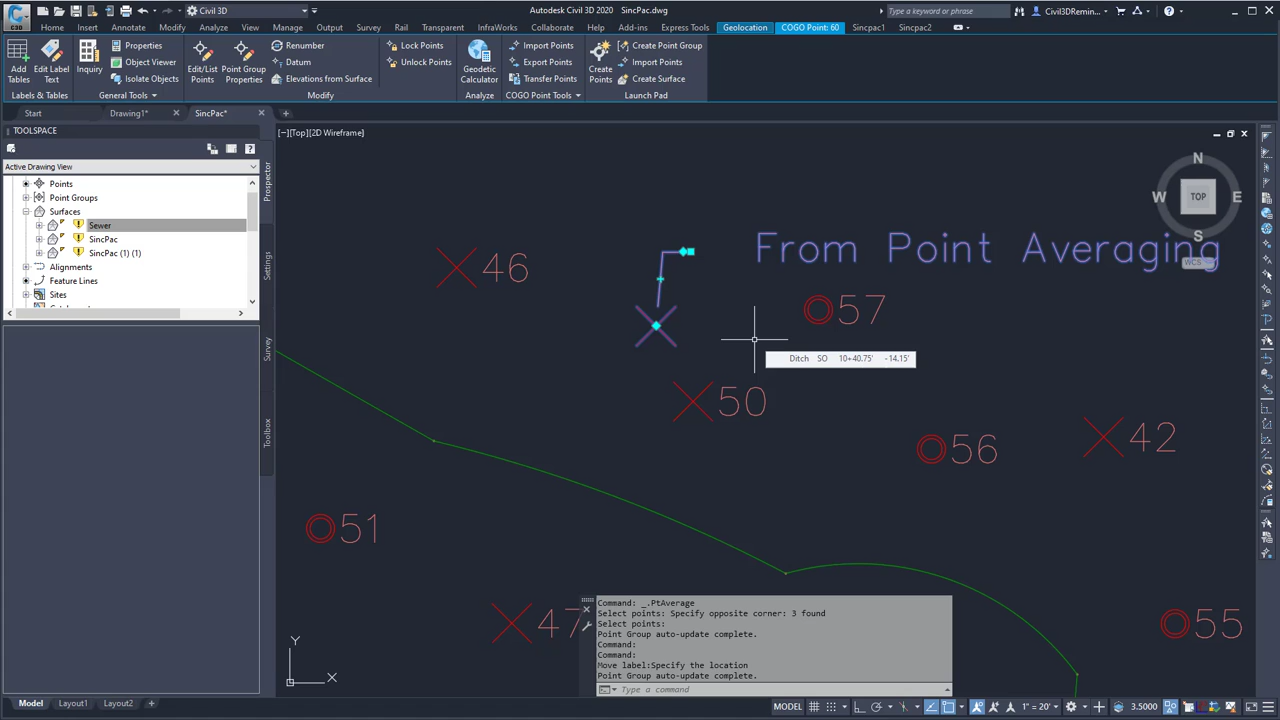 Civil 3D
Autodesk Civil 3D 2020 SincPac.dwg
Type a keyword or phrase
Civil3DRemin...
Home Insert Annotate Modify Analyze View Manage Output Survey Rail Transparent InfraWorks Collaborate Help Add-ins Express Tools Geolocation COGO Point: 60 Sincpac1 Sincpac2
Add Tables
Edit Label Text
Labels & Tables
Inquiry
Properties
Object Viewer
Isolate Objects
General Tools
Edit/List Points
Point Group Properties
Renumber
Datum
Elevations from Surface
Lock Points
Unlock Points
Modify
Geodetic Calculator
Analyze
Import Points
Export Points
Transfer Points
COGO Point Tools
Create Points
Create Point Group
Import Points
Create Surface
Launch Pad
Start Drawing1* SincPac*
TOOLSPACE
Active Drawing View
Points
Point Groups
Surfaces
Sewer
SincPac
SincPac (1) (1)
Alignments
Feature Lines
Sites
Prospector
Settings
Survey
Toolbox
[−][Top][2D Wireframe]
N
W TOP E
S
WCS
From Point Averaging
46
57
Ditch SO 10+40.75' -14.15'
50
56
42
51
47
55
Y
X
Command: _.PtAverage
Select points: Specify opposite corner: 3 found
Select points:
Point Group auto-update complete.
Command:
Command:
Move label:Specify the location
Point Group auto-update complete.
Type a command
Model Layout1 Layout2 +
MODEL 1" = 20' 3.5000